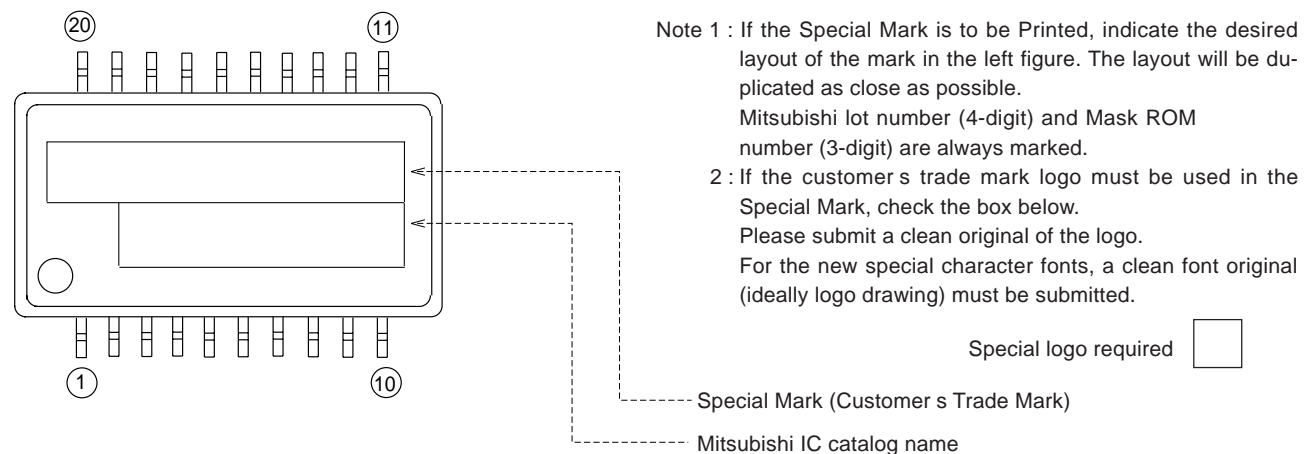 20
11
1
10
Note 1 : If the Special Mark is to be Printed, indicate the desired
layout of the mark in the left figure. The layout will be du-
plicated as close as possible.
Mitsubishi lot number (4-digit) and Mask ROM
number (3-digit) are always marked.
2 : If the customer s trade mark logo must be used in the
Special Mark, check the box below.
Please submit a clean original of the logo.
For the new special character fonts, a clean font original
(ideally logo drawing) must be submitted.
Special logo required
Special Mark (Customer s Trade Mark)
Mitsubishi IC catalog name